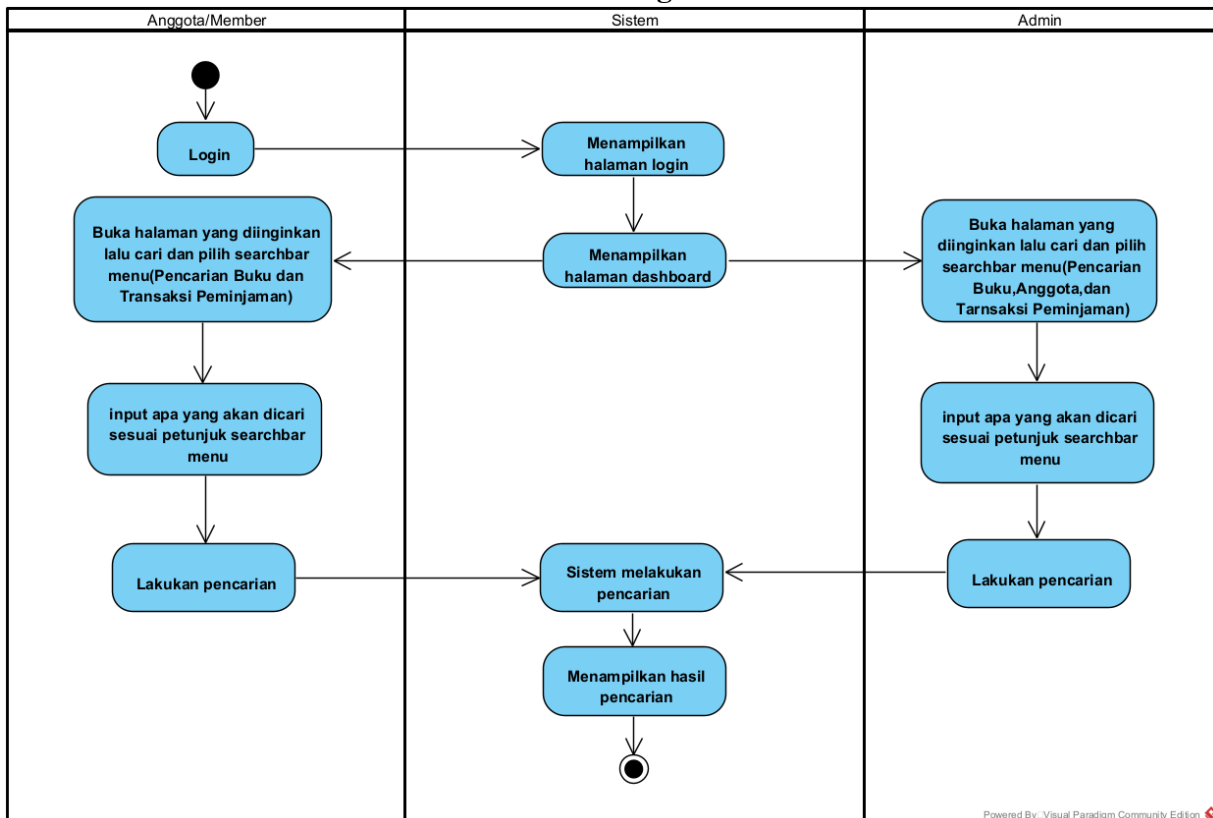 Anggota/Member
Sistem
Admin
Login
Menampilkan
halaman login
Buka halaman yang diinginkan
lalu cari dan pilih searchbar
menu(Pencarian Buku dan
Transaksi Peminjaman)
Menampilkan
halaman dashboard
Buka halaman yang
diinginkan lalu cari dan pilih
searchbar menu(Pencarian
Buku,Anggota,dan
Tarnsaksi Peminjaman)
input apa yang akan dicari
sesuai petunjuk searchbar
menu
input apa yang akan dicari
sesuai petunjuk searchbar
menu
Lakukan pencarian
Sistem melakukan
pencarian
Lakukan pencarian
Menampilkan hasil
pencarian
Powered By Visual Paradigm Community Edition